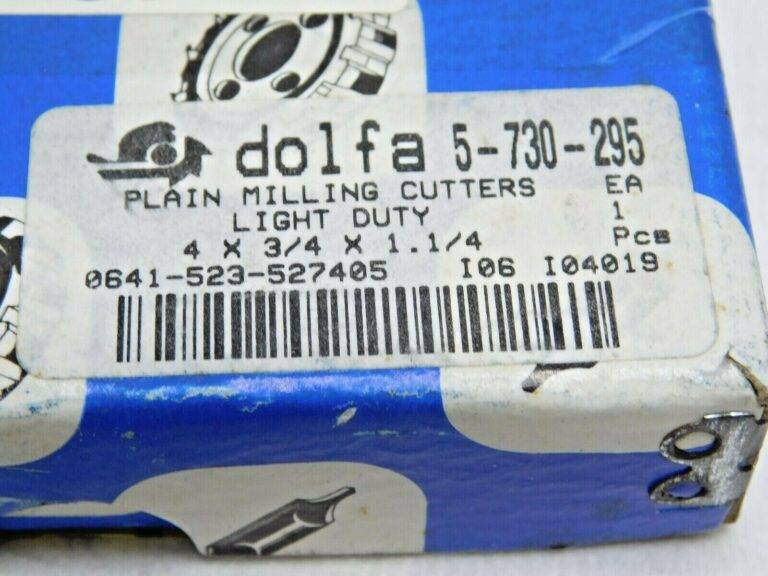 dolfa 5-730-295
PLAIN MILLING CUTTERS EA
LIGHT DUTY 1
4 X 3/4 X 1.1/4 Pcs
0641-523-527405 I06 I04019